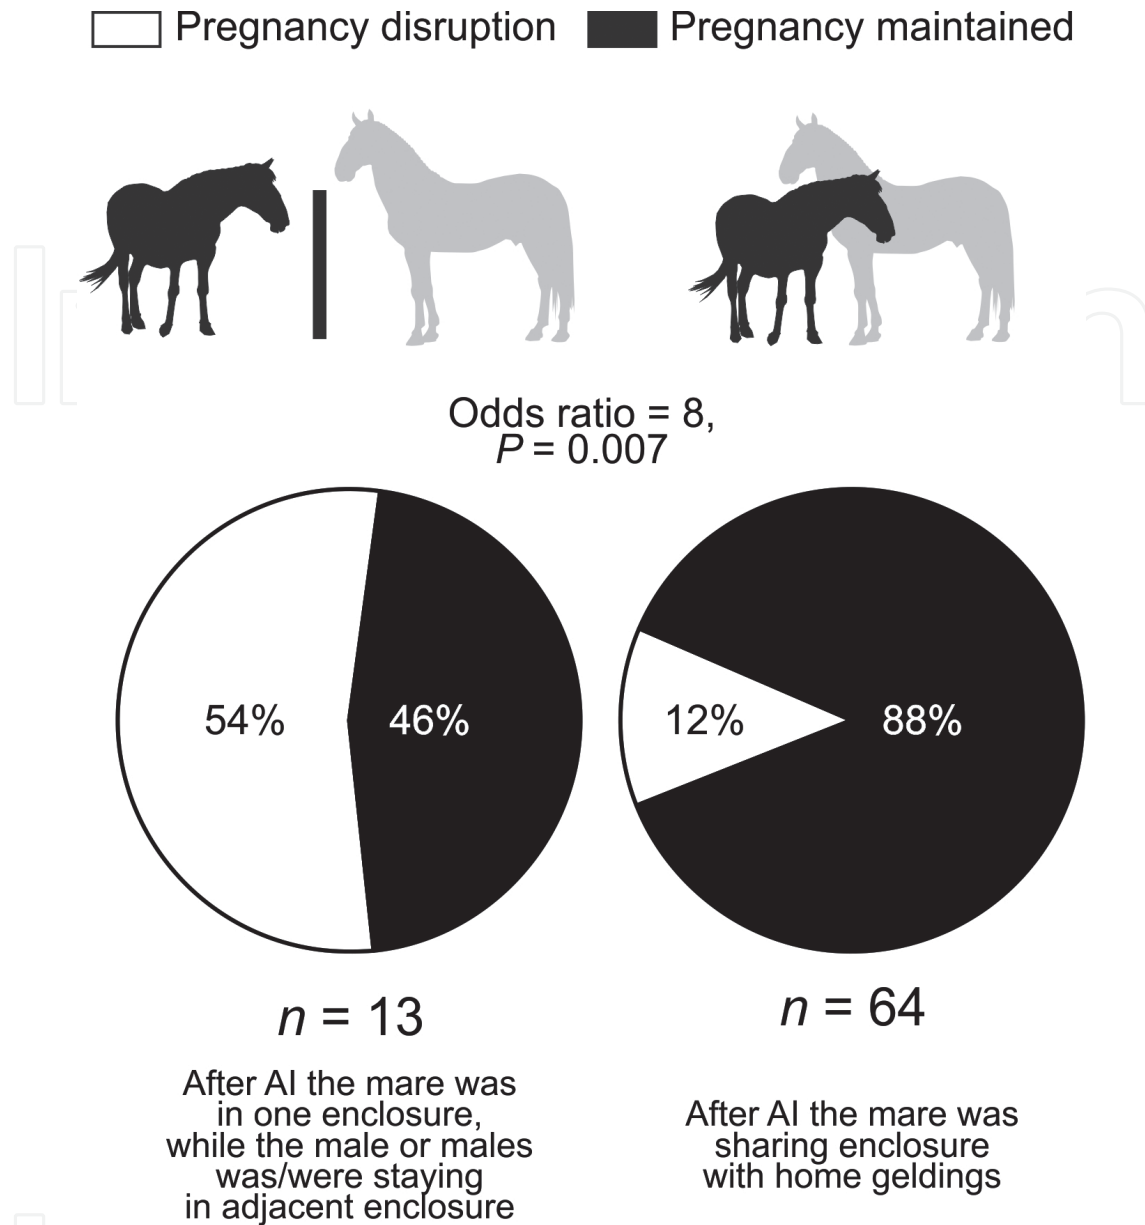 Pregnancy disruption Pregnancy maintained
Odds ratio = 8,
P = 0.007
54%
46%
12%
88%
n = 13
n = 64
After AI the mare was
in one enclosure,
while the male or males
was/were staying
in adjacent enclosure
After AI the mare was
sharing enclosure
with home geldings